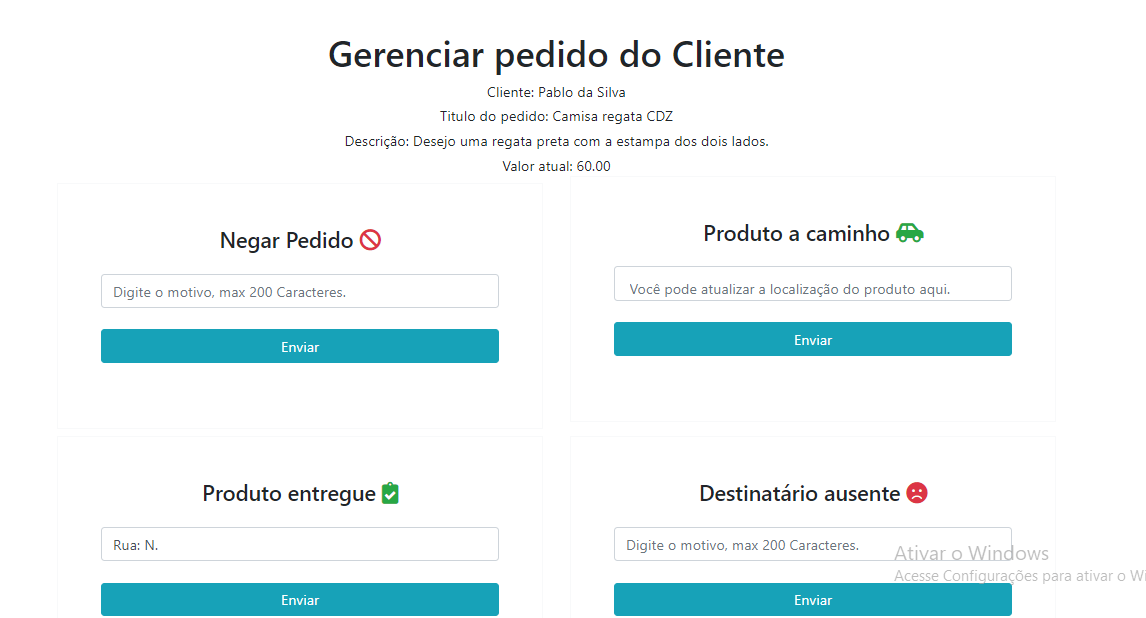 Gerenciar pedido do Cliente
Cliente: Pablo da Silva
Titulo do pedido: Camisa regata CDZ
Descrição: Desejo uma regata preta com a estampa dos dois lados.
Valor atual: 60.00
Negar Pedido
Digite o motivo, max 200 Caracteres.
Enviar
Produto a caminho
Você pode atualizar a localização do produto aqui.
Enviar
Produto entregue
Rua: N.
Enviar
Destinatário ausente
Digite o motivo, max 200 Caracteres.
Enviar
Ativar o Windows
Acesse Configurações para ativar o